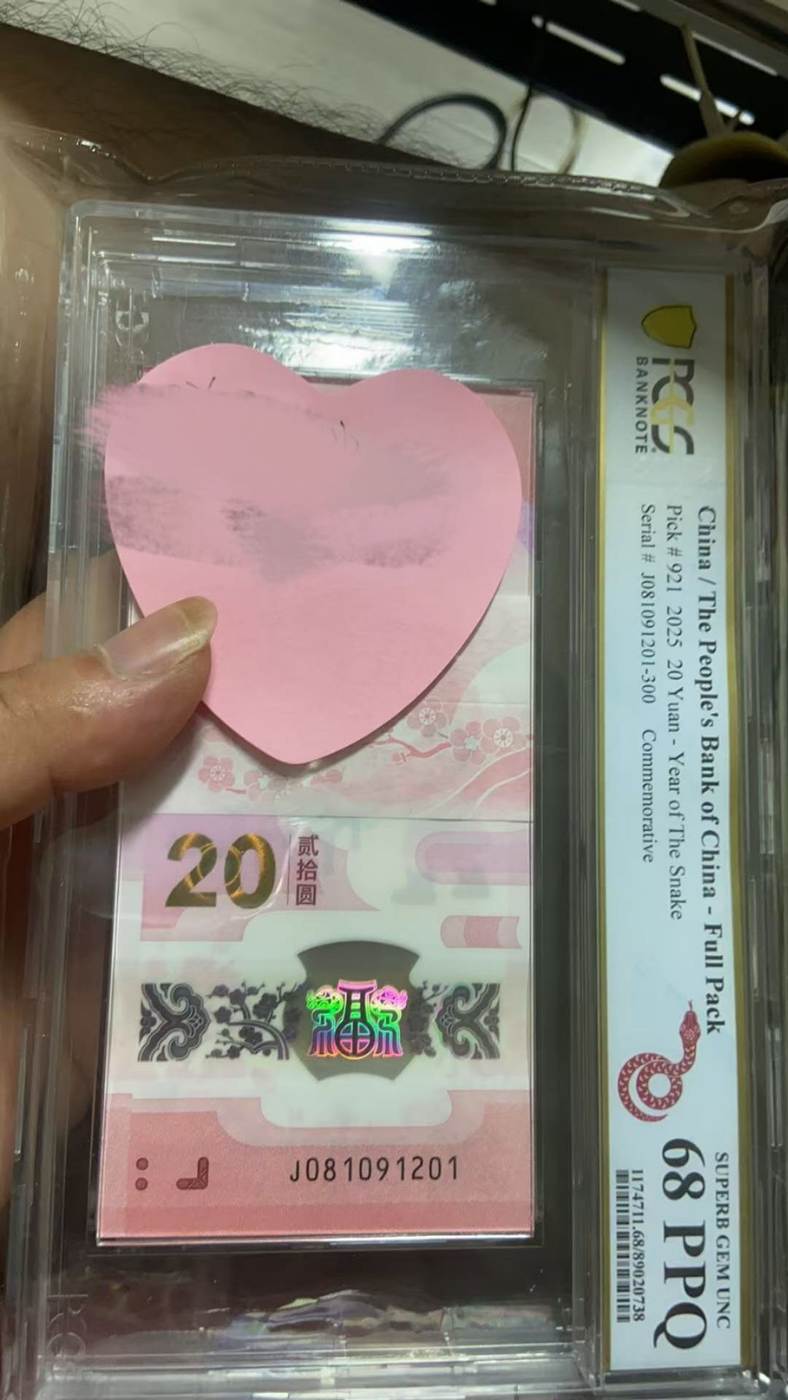 PCGS
BANKNOTE
China / The People's Bank of China - Full Pack
Pick # 921 2025 20 Yuan - Year of The Snake
Serial # J081091201-300 Commemorative
SUPERB GEM UNC
68 PPQ
1174711.68/89020738
20
贰拾圆
J081091201